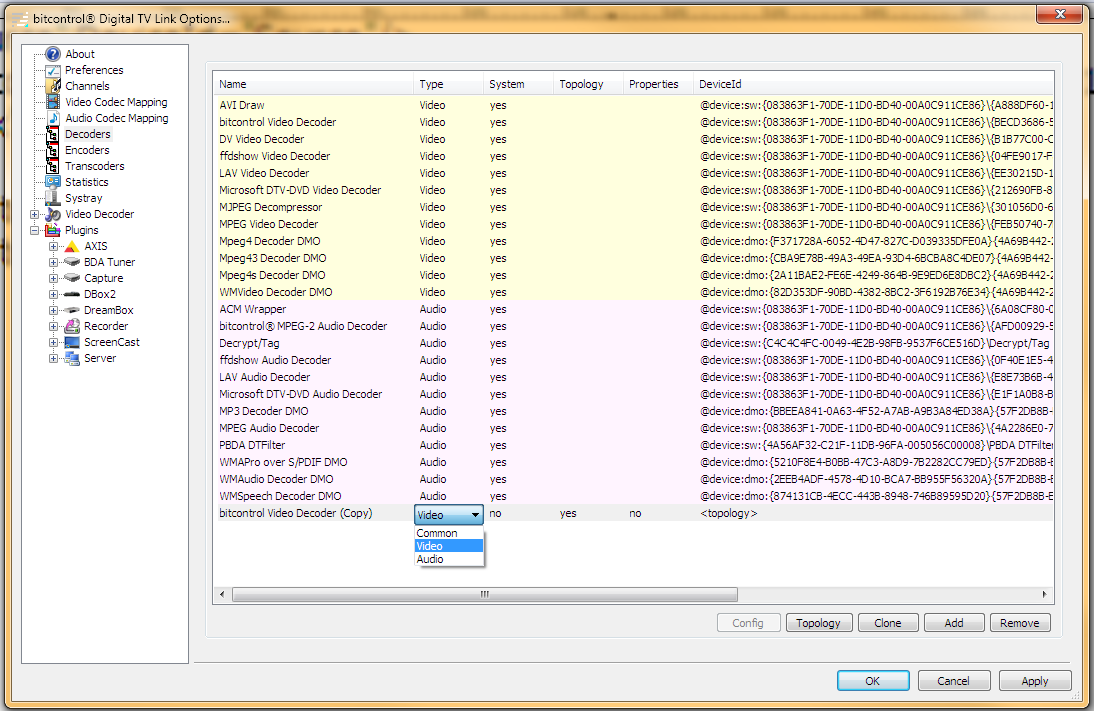 bitcontrol® Digital TV Link Options...
About
Preferences
Channels
Video Codec Mapping
Audio Codec Mapping
Decoders
Encoders
Transcoders
Statistics
Systray
Video Decoder
Plugins
AXIS
BDA Tuner
Capture
DBox2
DreamBox
Recorder
ScreenCast
Server
Name Type System Topology Properties DeviceId
AVI Draw Video yes @device:sw:{083863F1-70DE-11D0-BD40-00A0C911CE86}\{A888DF60-1
bitcontrol Video Decoder Video yes @device:sw:{083863F1-70DE-11D0-BD40-00A0C911CE86}\{BECD3686-5
DV Video Decoder Video yes @device:sw:{083863F1-70DE-11D0-BD40-00A0C911CE86}\{B1B77C00-C
ffdshow Video Decoder Video yes @device:sw:{083863F1-70DE-11D0-BD40-00A0C911CE86}\{04FE9017-F
LAV Video Decoder Video yes @device:sw:{083863F1-70DE-11D0-BD40-00A0C911CE86}\{EE30215D-1
Microsoft DTV-DVD Video Decoder Video yes @device:sw:{083863F1-70DE-11D0-BD40-00A0C911CE86}\{212690FB-8
MJPEG Decompressor Video yes @device:sw:{083863F1-70DE-11D0-BD40-00A0C911CE86}\{301056D0-6
MPEG Video Decoder Video yes @device:sw:{083863F1-70DE-11D0-BD40-00A0C911CE86}\{FEB50740-7
Mpeg4 Decoder DMO Video yes @device:dmo:{F371728A-6052-4D47-827C-D039335DFE0A}{4A69B442-2
Mpeg43 Decoder DMO Video yes @device:dmo:{CBA9E78B-49A3-49EA-93D4-6BCBA8C4DE07}{4A69B442-
Mpeg4s Decoder DMO Video yes @device:dmo:{2A11BAE2-FE6E-4249-864B-9E9ED6E8DBC2}{4A69B442-2
WMVideo Decoder DMO Video yes @device:dmo:{82D353DF-90BD-4382-8BC2-3F6192B76E34}{4A69B442-2
ACM Wrapper Audio yes @device:sw:{083863F1-70DE-11D0-BD40-00A0C911CE86}\{6A08CF80-0
bitcontrol® MPEG-2 Audio Decoder Audio yes @device:sw:{083863F1-70DE-11D0-BD40-00A0C911CE86}\{AFD00929-5
Decrypt/Tag Audio yes @device:sw:{C4C4C4FC-0049-4E2B-98FB-9537F6CE516D}\Decrypt/Tag
ffdshow Audio Decoder Audio yes @device:sw:{083863F1-70DE-11D0-BD40-00A0C911CE86}\{0F40E1E5-4
LAV Audio Decoder Audio yes @device:sw:{083863F1-70DE-11D0-BD40-00A0C911CE86}\{E8E73B6B-4
Microsoft DTV-DVD Audio Decoder Audio yes @device:sw:{083863F1-70DE-11D0-BD40-00A0C911CE86}\{E1F1A0B8-B
MP3 Decoder DMO Audio yes @device:dmo:{BBEEA841-0A63-4F52-A7AB-A9B3A84ED38A}{57F2DB8B-
MPEG Audio Decoder Audio yes @device:sw:{083863F1-70DE-11D0-BD40-00A0C911CE86}\{4A2286E0-7
PBDA DTFilter Audio yes @device:sw:{4A56AF32-C21F-11DB-96FA-005056C00008}\PBDA DTFilter
WMAPro over S/PDIF DMO Audio yes @device:dmo:{5210F8E4-B0BB-47C3-A8D9-7B2282CC79ED}{57F2DB8B-E
WMAudio Decoder DMO Audio yes @device:dmo:{2EEB4ADF-4578-4D10-BCA7-BB955F56320A}{57F2DB8B-E
WMSpeech Decoder DMO Audio yes @device:dmo:{874131CB-4ECC-443B-8948-746B89595D20}{57F2DB8B-E
bitcontrol Video Decoder (Copy) Video no yes no <topology>
Common
Video
Audio
Config Topology Clone Add Remove
OK Cancel Apply